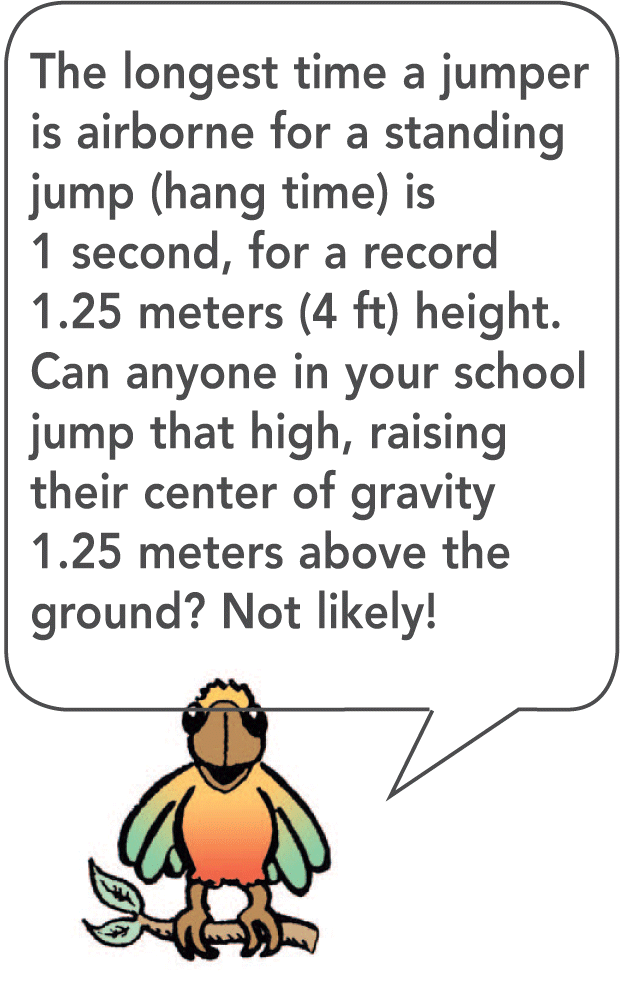 The longest time a jumper
is airborne for a standing
jump (hang time) is
1 second, for a record
1.25 meters (4 ft) height.
Can anyone in your school
jump that high, raising
their center of gravity
1.25 meters above the
ground? Not likely!